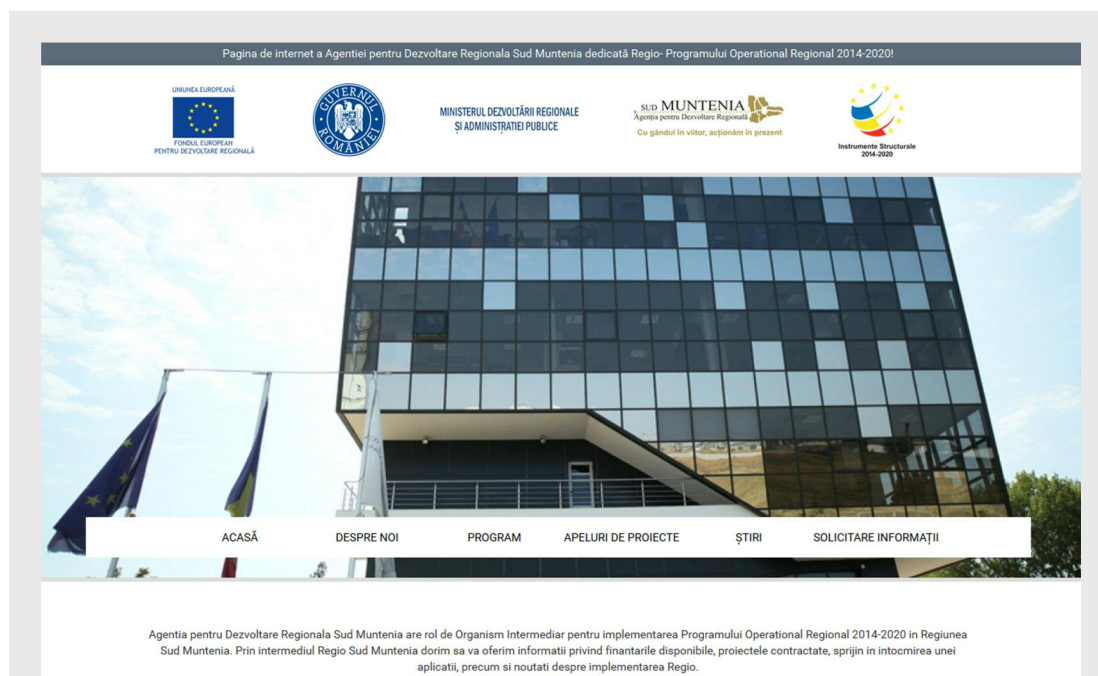 Pagina de internet a Agentiei pentru Dezvoltare Regionala Sud Muntenia dedicată Regio- Programului Operational Regional 2014-2020!
UNIUNEA EUROPEANĂ
FONDUL EUROPEAN
PENTRU DEZVOLTARE REGIONALĂ
GUVERNUL
ROMÂNIEI
MINISTERUL DEZVOLTĂRII REGIONALE
ȘI ADMINISTRATIEI PUBLICE
SUD MUNTENIA
Agenția pentru Dezvoltare Regională
Cu gândul în viitor, acționăm în prezent
Instrumente Structurale
2014-2020
ACASĂ DESPRE NOI PROGRAM APELURI DE PROIECTE ȘTIRI SOLICITARE INFORMAȚII
Agentia pentru Dezvoltare Regionala Sud Muntenia are rol de Organism Intermediar pentru implementarea Programului Operational Regional 2014-2020 in Regiunea
Sud Muntenia. Prin intermediul Regio Sud Muntenia dorim sa va oferim informatii privind finantarile disponibile, proiectele contractate, sprijin in intocmirea unei
aplicatii, precum si noutati despre implementarea Regio.